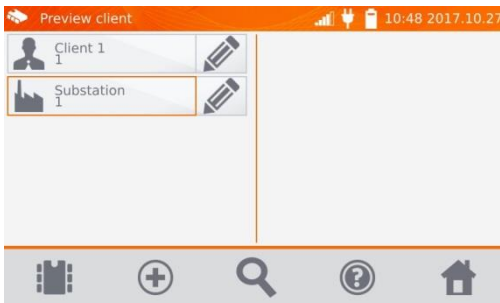 Preview client
10:48 2017.10.27
Client 1
1
Substation
1